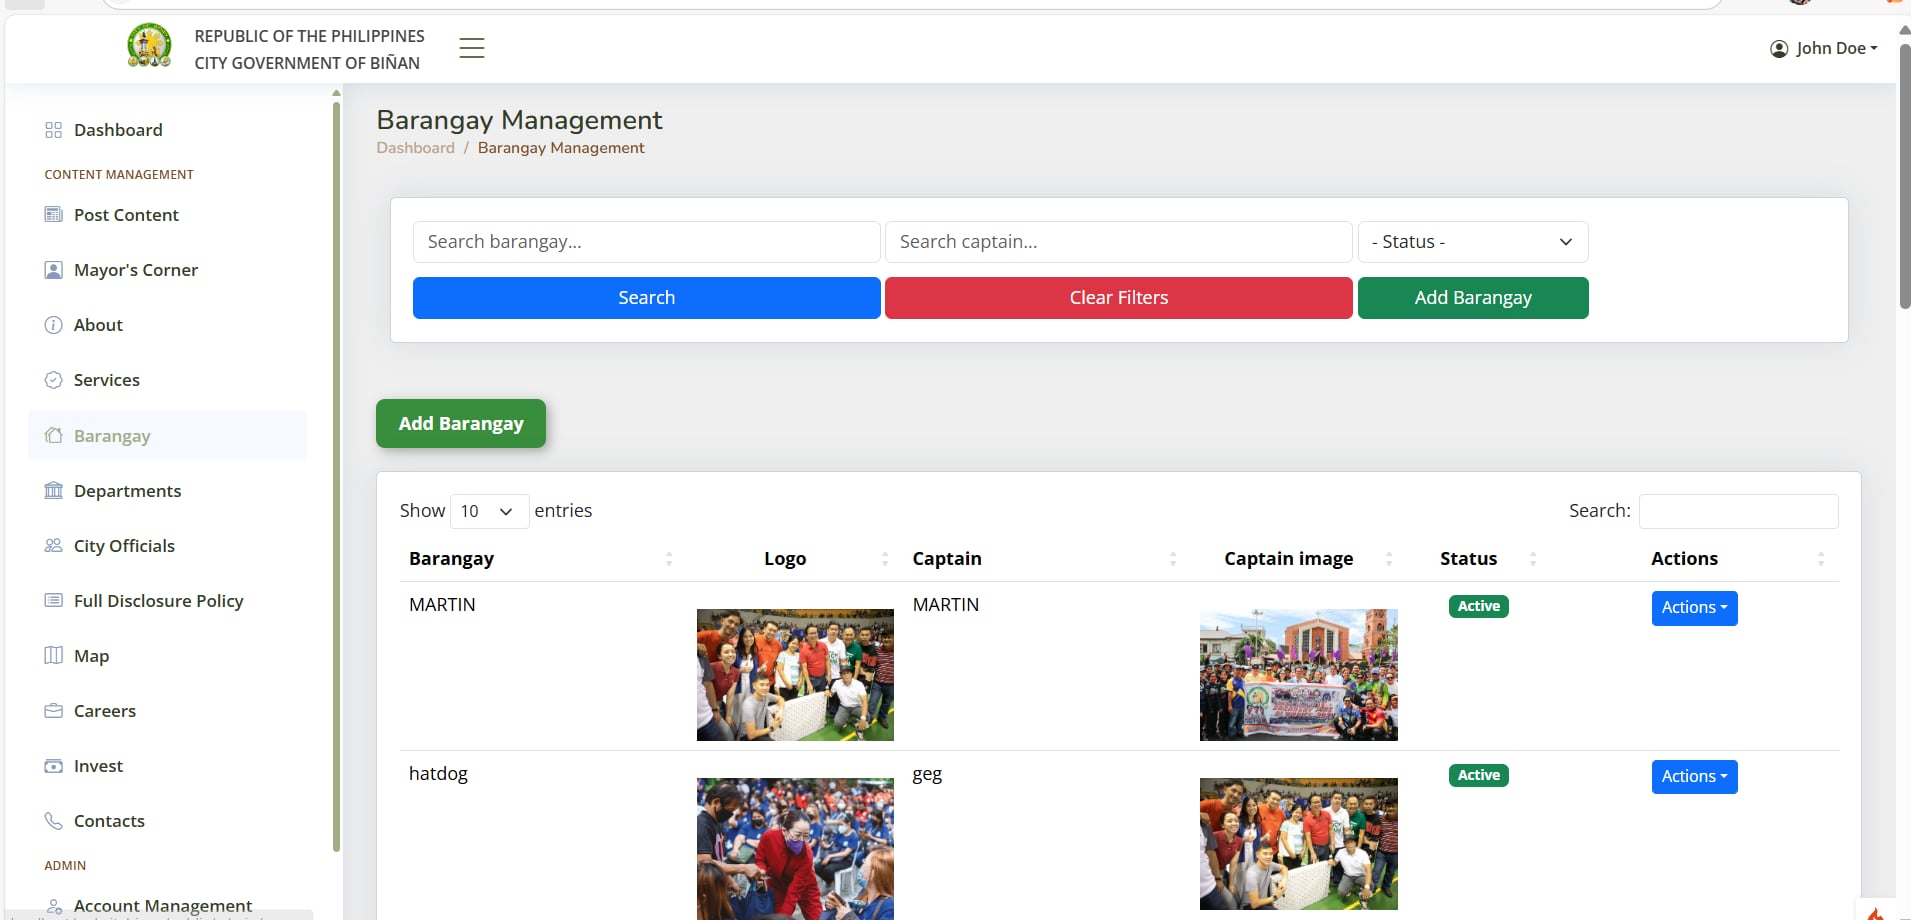 REPUBLIC OF THE PHILIPPINES
CITY GOVERNMENT OF BIÑAN
John Doe
Dashboard
CONTENT MANAGEMENT
Post Content
Mayor's Corner
About
Services
Barangay
Departments
City Officials
Full Disclosure Policy
Map
Careers
Invest
Contacts
ADMIN
Account Management
Barangay Management
Dashboard / Barangay Management
Search barangay...
Search captain...
- Status -
Search
Clear Filters
Add Barangay
Add Barangay
Show 10 entries
Search:
Barangay Logo Captain Captain image Status Actions
MARTIN MARTIN Active Actions
hatdog geg Active Actions